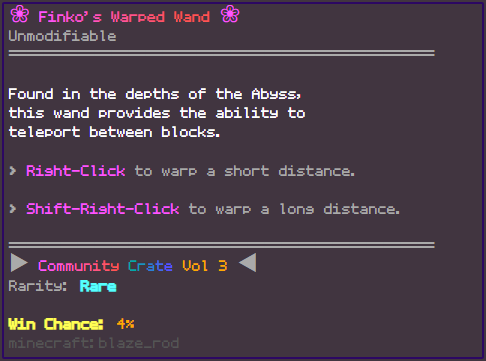 ❀ Finko's Warped Wand ❀
Unmodifiable
Found in the depths of the Abyss,
this wand provides the ability to
teleport between blocks.
> Right-Click to warp a short distance.
> Shift-Right-Click to warp a long distance.
▶ Community Crate Vol 3 ◀
Rarity: Rare
Win Chance: 4%
minecraft:blaze_rod